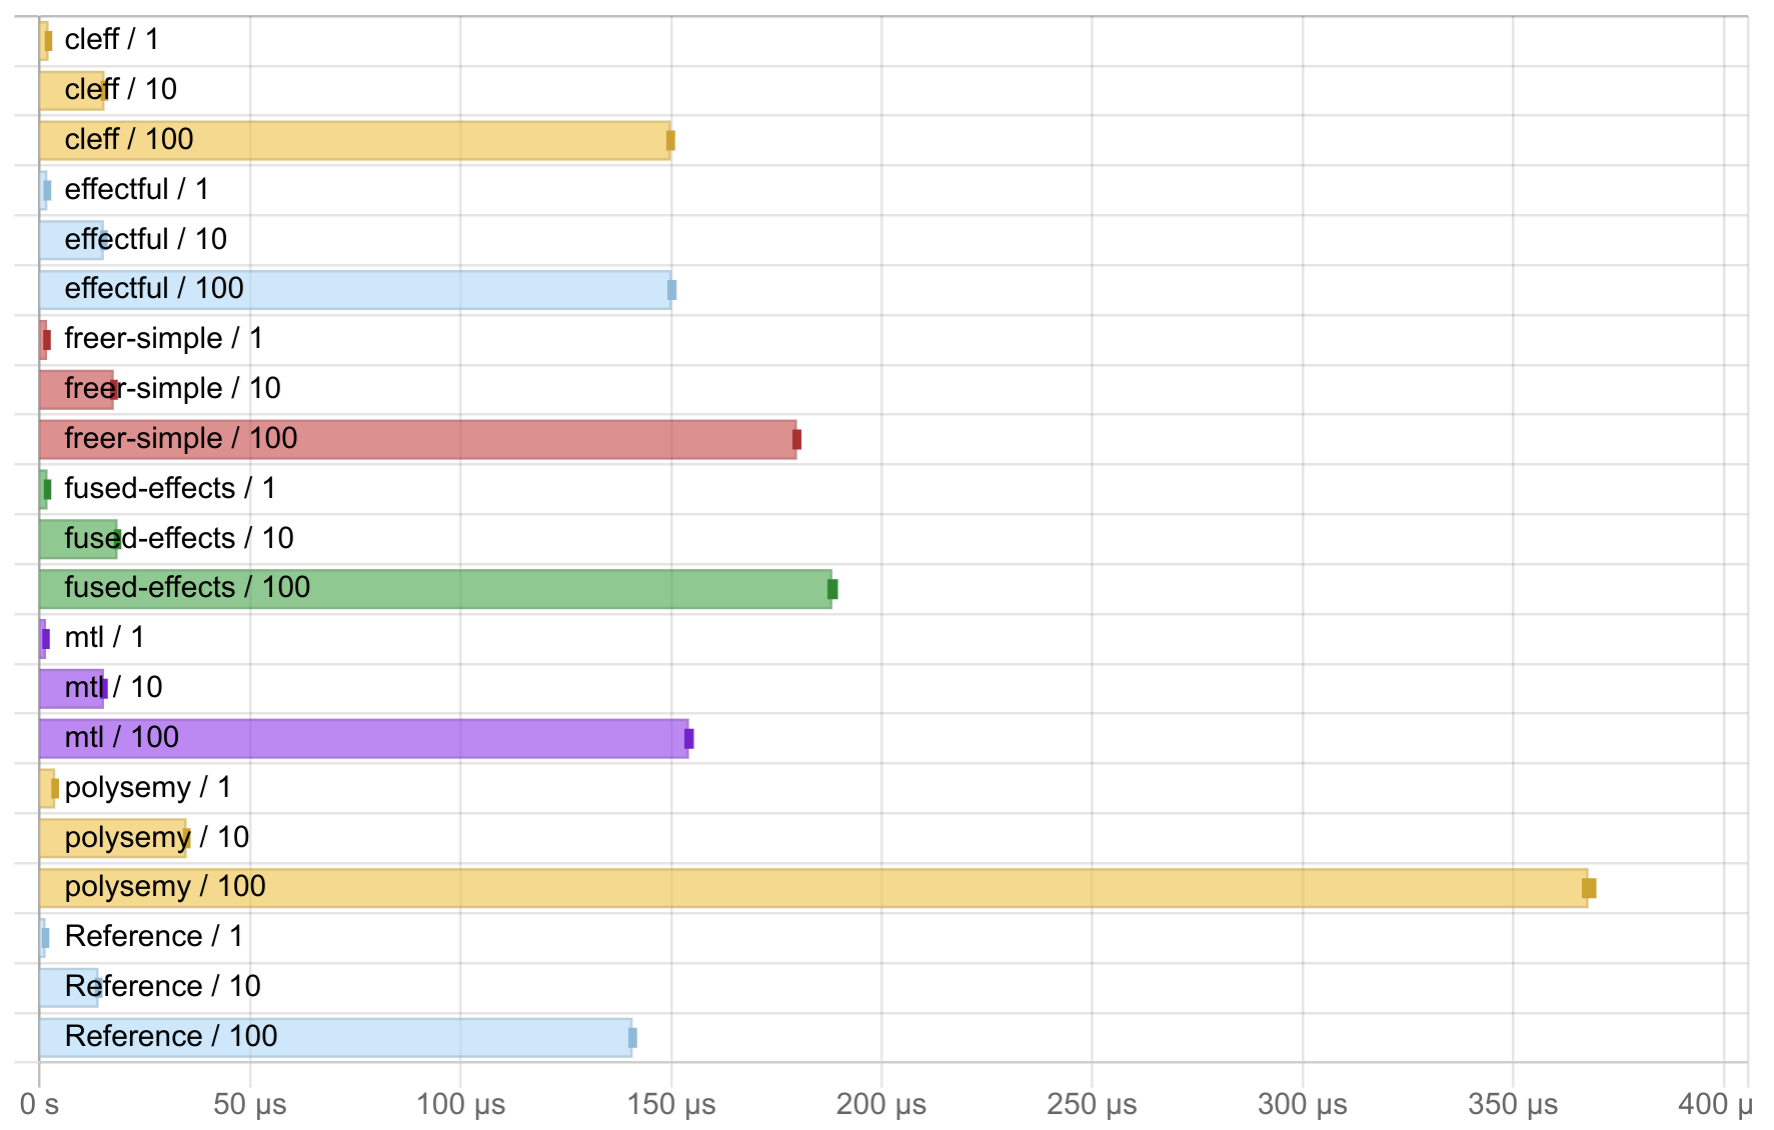 cleff / 1
cleff / 10
cleff / 100
effectful / 1
effectful / 10
effectful / 100
freer-simple / 1
freer-simple / 10
freer-simple / 100
fused-effects / 1
fused-effects / 10
fused-effects / 100
mtl / 1
mtl / 10
mtl / 100
polysemy / 1
polysemy / 10
polysemy / 100
Reference / 1
Reference / 10
Reference / 100
0 s 50 μs 100 μs 150 μs 200 μs 250 μs 300 μs 350 μs 400 μ